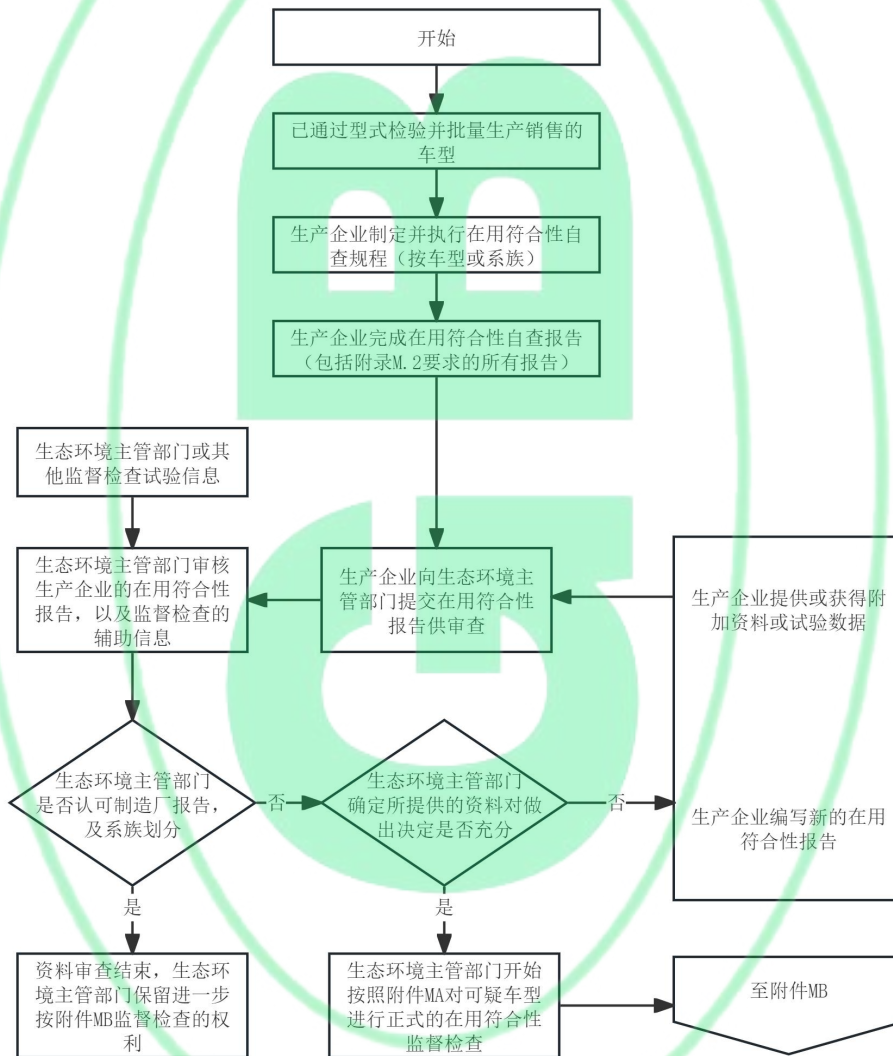 开始
已通过型式检验并批量生产销售的
车型
生产企业制定并执行在用符合性自
查规程（按车型或系族）
生产企业完成在用符合性自查报告
（包括附录M.2要求的所有报告）
生态环境主管部门或其
他监督检查试验信息
生态环境主管部门审核
生产企业的在用符合性
报告，以及监督检查的
辅助信息
生产企业向生态环境主
管部门提交在用符合性
报告供审查
生产企业提供或获得附
加资料或试验数据
生态环境主管部门
是否认可制造厂报告，
及系族划分
否
生态环境主管部门
确定所提供的资料对做
出决定是否充分
否
生产企业编写新的在用
符合性报告
是
是
资料审查结束，生态环
境主管部门保留进一步
按附件MB监督检查的权
利
生态环境主管部门开始
按照附件MA对可疑车型
进行正式的在用符合性
监督检查
至附件MB
GB